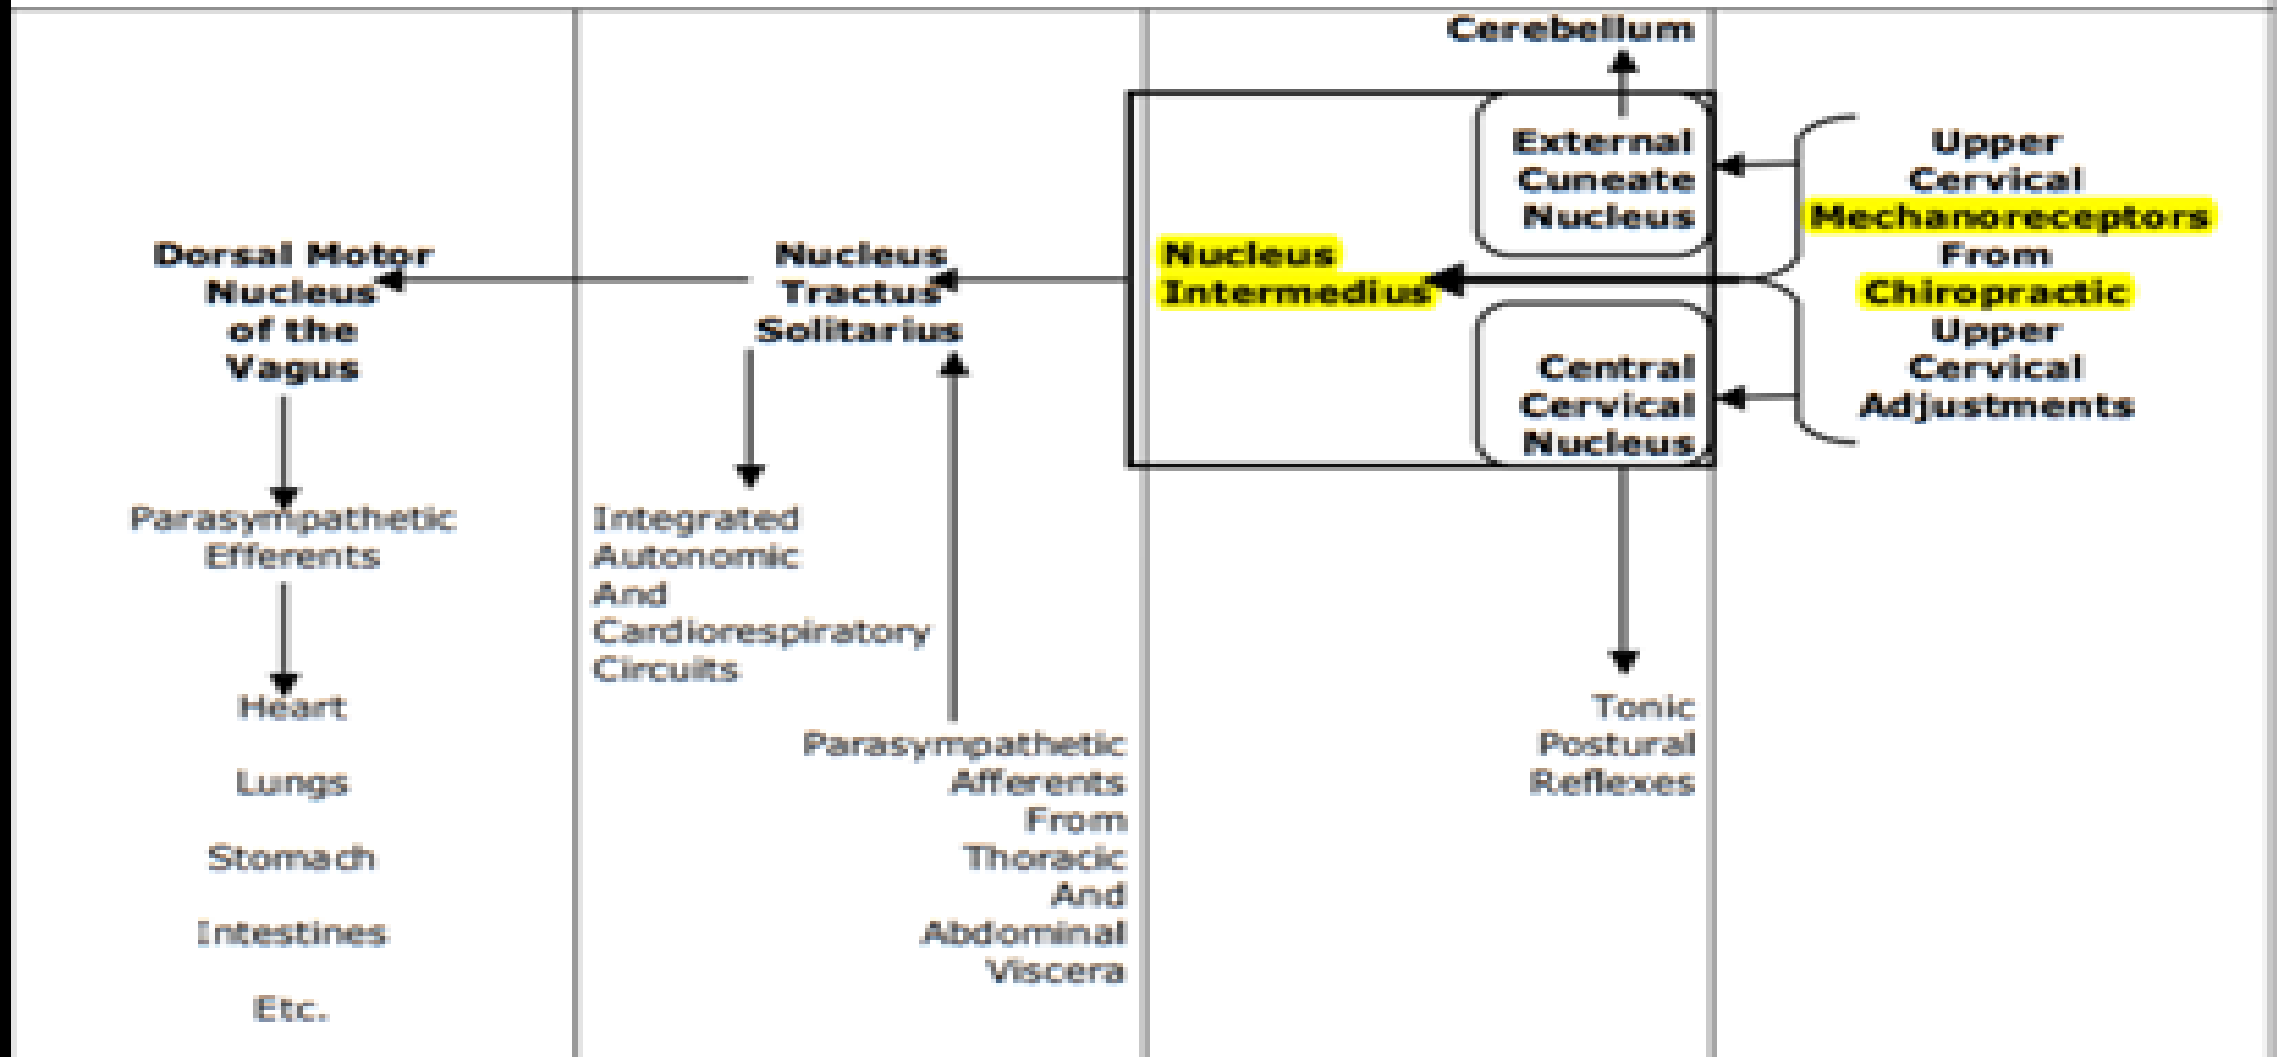 Cerebellum
External
Cuneate
Nucleus
Upper
Cervical
Mechanoreceptors
From
Chiropractic
Upper
Cervical
Adjustments
Dorsal Motor
Nucleus
of the
Vagus
Nucleus
Tractus
Solitarius
Nucleus
Intermedius
Central
Cervical
Nucleus
Parasympathetic
Efferents
Integrated
Autonomic
And
Cardiorespiratory
Circuits
Heart
Lungs
Stomach
Intestines
Etc.
Parasympathetic
Afferents
From
Thoracic
And
Abdominal
Viscera
Tonic
Postural
Reflexes